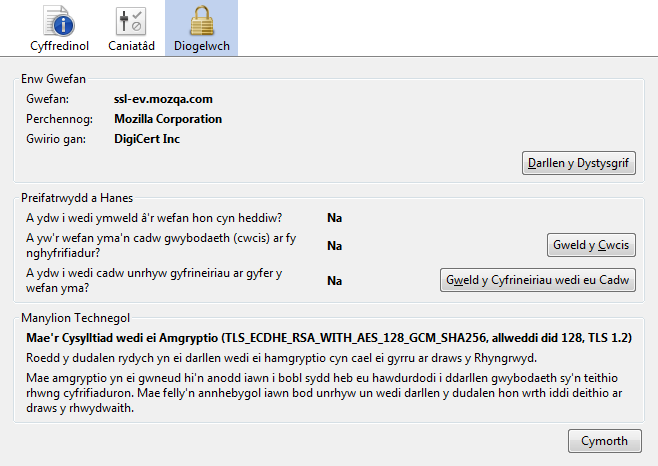 Cyffredinol Caniatâd Diogelwch
Enw Gwefan
Gwefan: ssl-ev.mozqa.com
Perchennog: Mozilla Corporation
Gwirio gan: DigiCert Inc
Darllen y Dystysgrif
Preifatrwydd a Hanes
A ydw i wedi ymweld â'r wefan hon cyn heddiw? Na
A yw'r wefan yma'n cadw gwybodaeth (cwcis) ar fy
nghyfrifiadur? Na Gweld y Cwcis
A ydw i wedi cadw unrhyw gyfrineiriau ar gyfer y
wefan yma? Na Gweld y Cyfrineiriau wedi eu Cadw
Manylion Technegol
Mae'r Cysylltiad wedi ei Amgryptio (TLS_ECDHE_RSA_WITH_AES_128_GCM_SHA256, allweddi did 128, TLS 1.2)
Roedd y dudalen rydych yn ei darllen wedi ei hamgryptio cyn cael ei gyrru ar draws y Rhyngrwyd.
Mae amgryptio yn ei gwneud hi'n anodd iawn i bobl sydd heb eu hawdurdodi i ddarllen gwybodaeth sy'n teithio
rhwng cyfrifiaduron. Mae felly'n annhebygol iawn bod unrhyw un wedi darllen y dudalen hon wrth iddi deithio ar
draws y rhwydwaith.
Cymorth